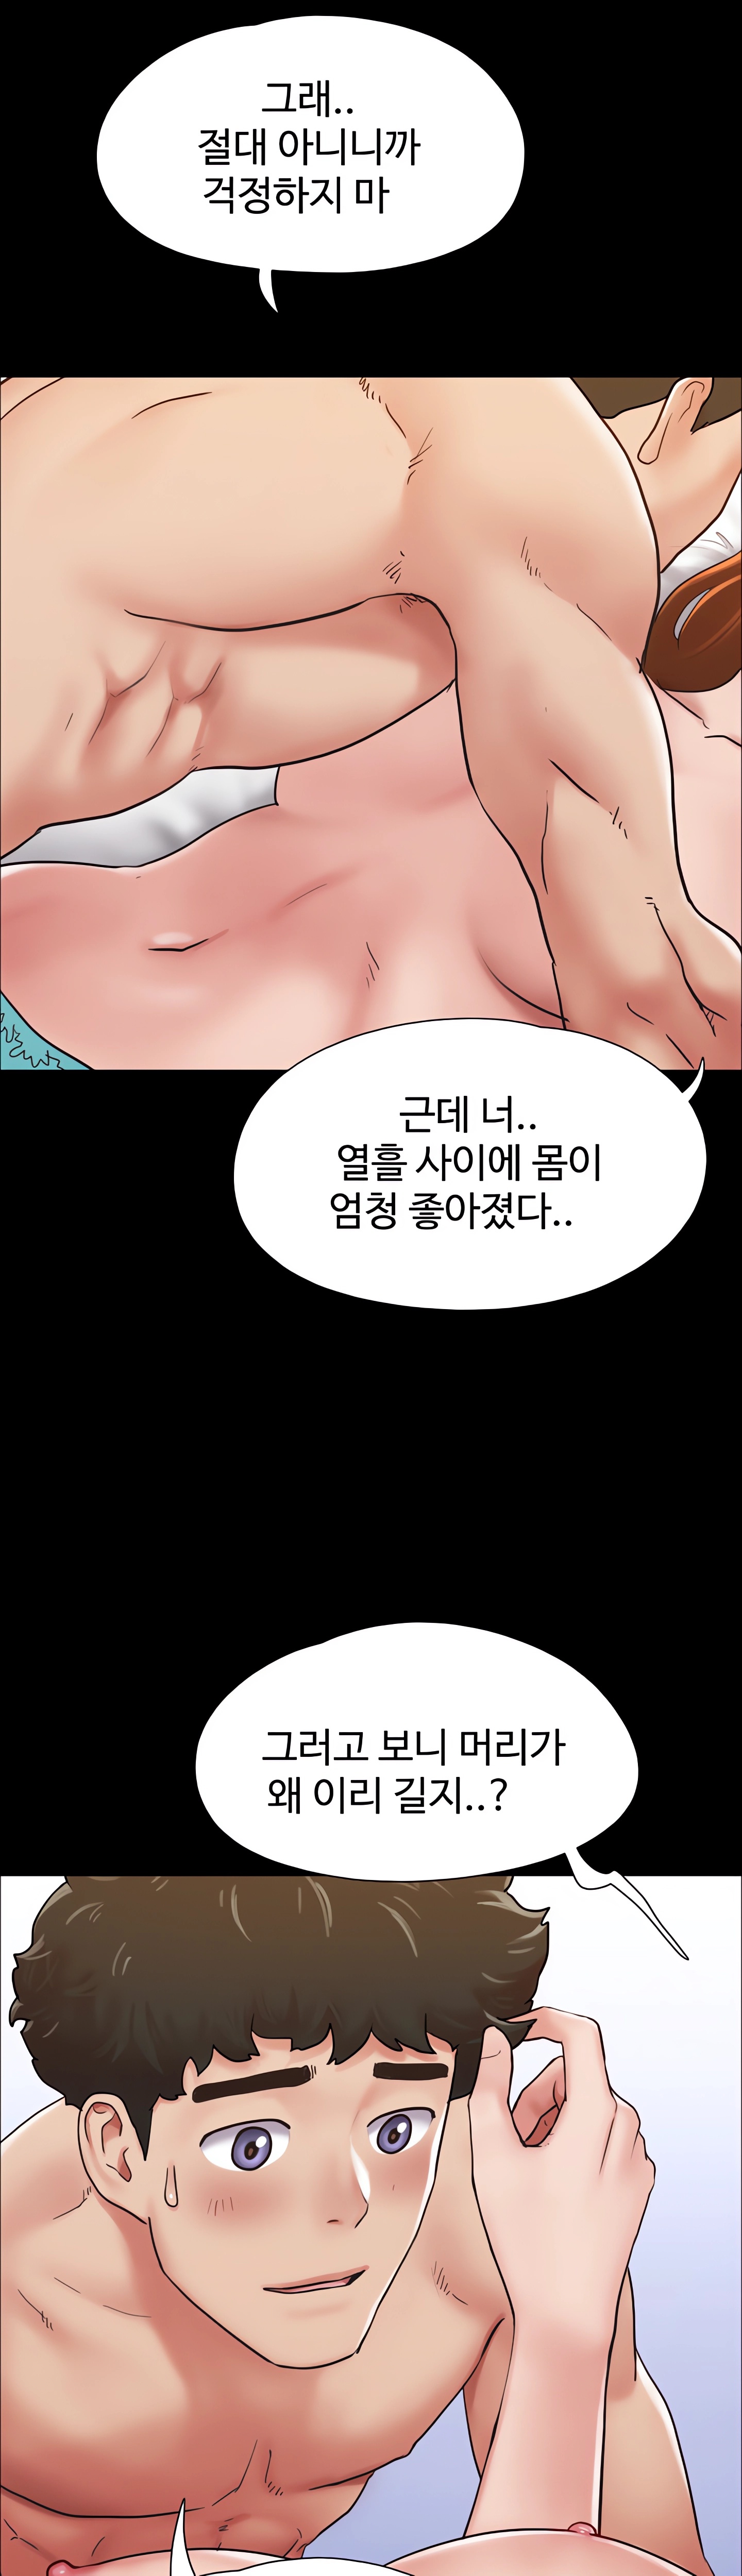 그래..
절대 아니니까
걱정하지 마
근데 너..
열흘 사이에 몸이
엄청 좋아졌다..
그러고 보니 머리가
왜 이리 길지..?